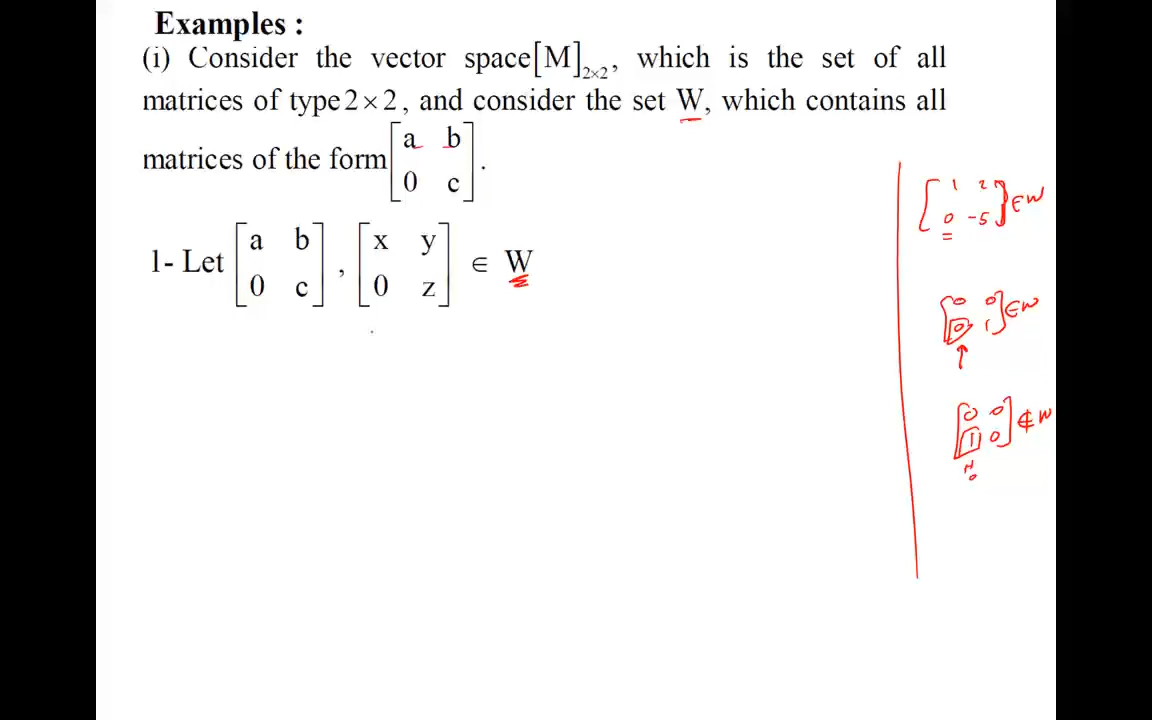 Examples :
(i) Consider the vector space [M]₂×₂, which is the set of all
matrices of type 2 × 2, and consider the set W, which contains all
matrices of the form [a b
0 c].
1- Let [a b
0 c], [x y
0 z] ∈ W
[1 2
0 -5] ∈ W
[0 0
0 1] ∈ W
[0 0
1 0] ∉ W
≠
0